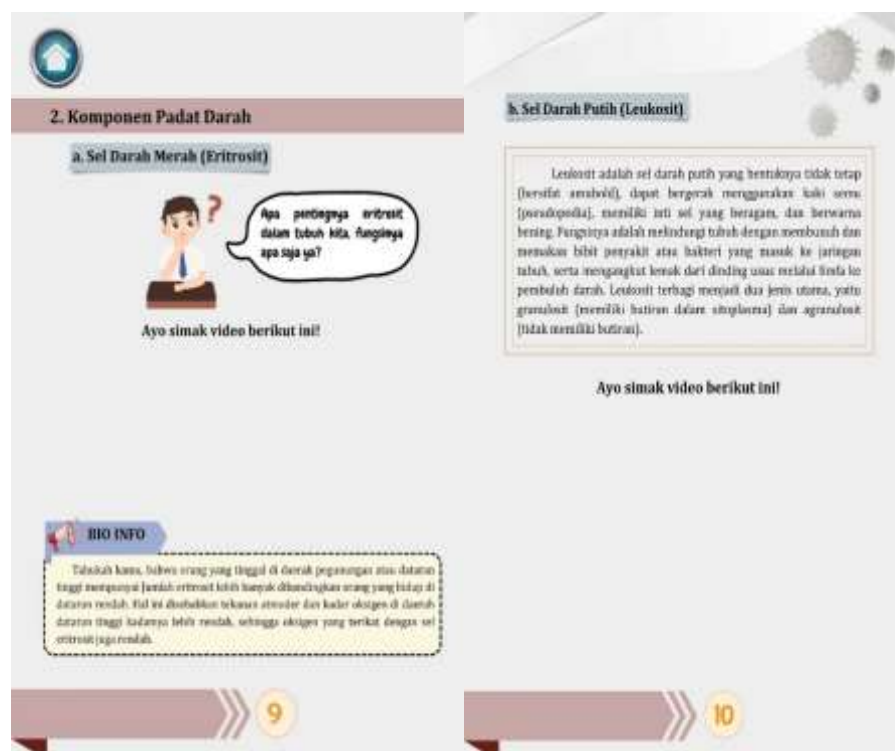 2. Komponen Padat Darah
a. Sel Darah Merah (Eritrosit)
?
Apa pentingnya eritrosit
dalam tubuh kita, fungsinya
apa saja ya?
Ayo simak video berikut ini!
BIO INFO
Tahukah kamu, bahwa orang yang tinggal di daerah pegunungan atau dataran
tinggi mempunyai jumlah eritrosit lebih banyak dibandingkan orang yang hidup di
dataran rendah. Hal ini disebabkan tekanan atmosfer dan kadar oksigen di daerah
dataran tinggi kadarnya lebih rendah, sehingga oksigen yang terikat dengan sel
eritrosit juga rendah.
9
b. Sel Darah Putih (Leukosit)
Leukosit adalah sel darah putih yang bentuknya tidak tetap
(bersifat amuboid), dapat bergerak menggunakan kaki semu
(pseudopodia), memiliki inti sel yang beragam, dan berwarna
bening. Fungsinya adalah melindungi tubuh dengan membunuh dan
memakan bibit penyakit atau bakteri yang masuk ke jaringan
tubuh, serta mengangkut lemak dari dinding usus melalui limfa ke
pembuluh darah. Leukosit terbagi menjadi dua jenis utama, yaitu
granulosit (memiliki butiran dalam sitoplasma) dan agranulosit
(tidak memiliki butiran).
Ayo simak video berikut ini!
10